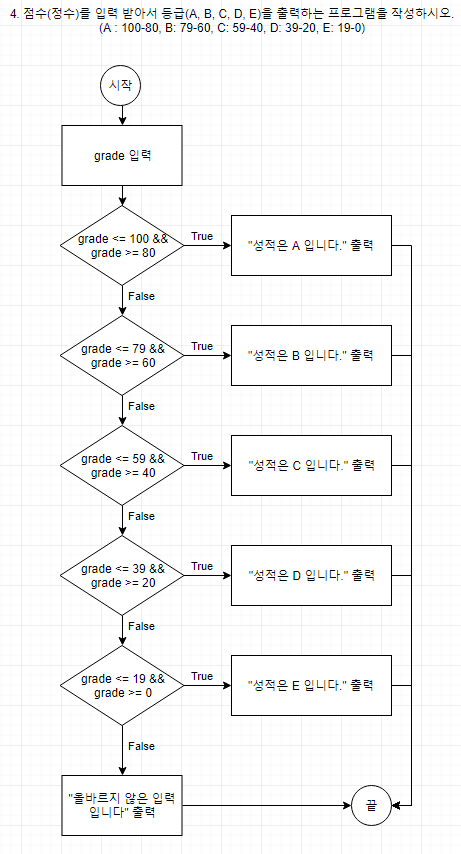 4. 점수(정수)를 입력 받아서 등급(A, B, C, D, E)을 출력하는 프로그램을 작성하시오.
(A : 100-80, B: 79-60, C: 59-40, D: 39-20, E: 19-0)
시작
grade 입력
grade <= 100 &&
grade >= 80
True
"성적은 A 입니다." 출력
False
grade <= 79 &&
grade >= 60
True
"성적은 B 입니다." 출력
False
grade <= 59 &&
grade >= 40
True
"성적은 C 입니다." 출력
False
grade <= 39 &&
grade >= 20
True
"성적은 D 입니다." 출력
False
grade <= 19 &&
grade >= 0
True
"성적은 E 입니다." 출력
False
"올바르지 않은 입력
입니다" 출력
끝